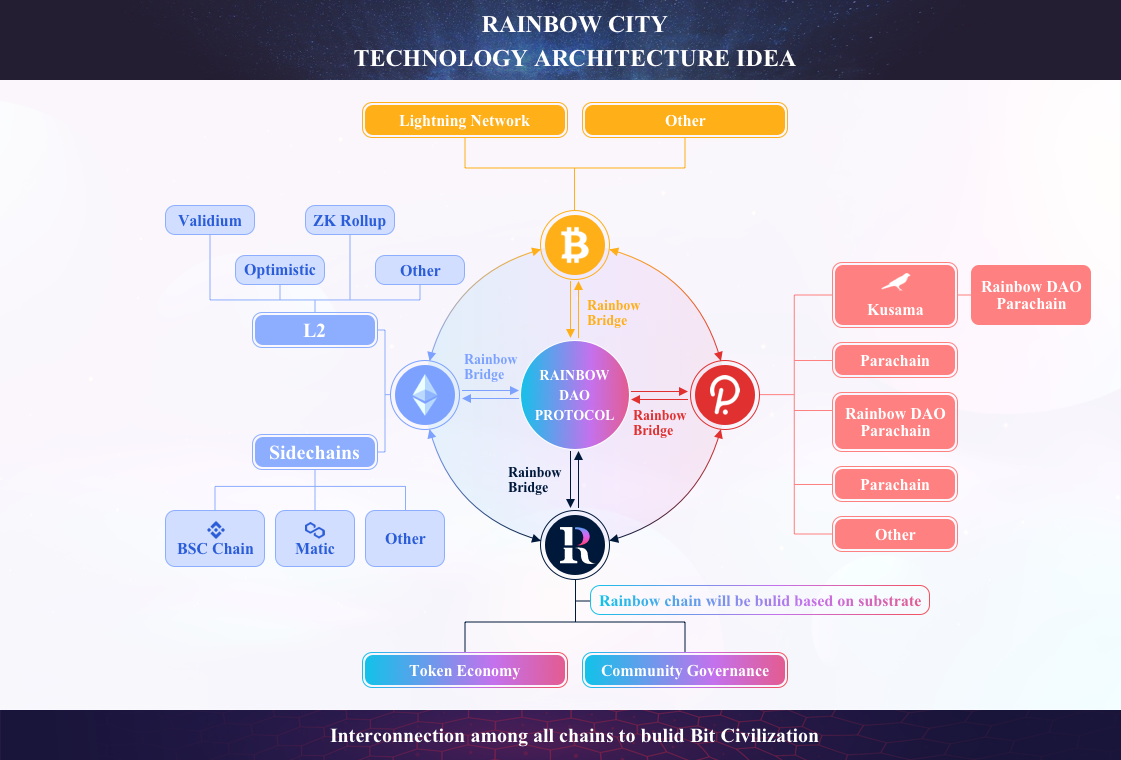 RAINBOW CITY
TECHNOLOGY ARCHITECTURE IDEA
Lightning Network
Other
Validium
ZK Rollup
Optimistic
Other
L2
Rainbow
Bridge
Kusama
Rainbow DAO
Parachain
Rainbow
Bridge
RAINBOW
DAO
PROTOCOL
Rainbow
Bridge
Parachain
Rainbow DAO
Parachain
Sidechains
Rainbow
Bridge
Parachain
BSC Chain
Matic
Other
Other
Rainbow chain will be bulid based on substrate
Token Economy
Community Governance
Interconnection among all chains to bulid Bit Civilization